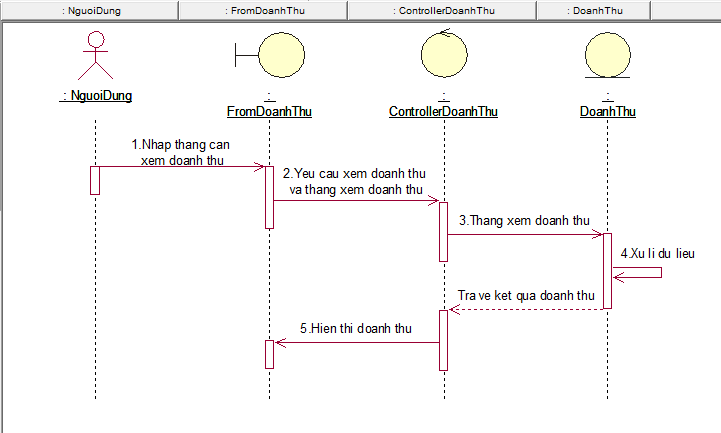 : NguoiDung
: FromDoanhThu
: ControllerDoanhThu
: DoanhThu
: NguoiDung
:
FromDoanhThu
:
ControllerDoanhThu
:
DoanhThu
1.Nhap thang can
xem doanh thu
2.Yeu cau xem doanh thu
va thang xem doanh thu
3.Thang xem doanh thu
4.Xu li du lieu
Tra ve ket qua doanh thu
5.Hien thi doanh thu